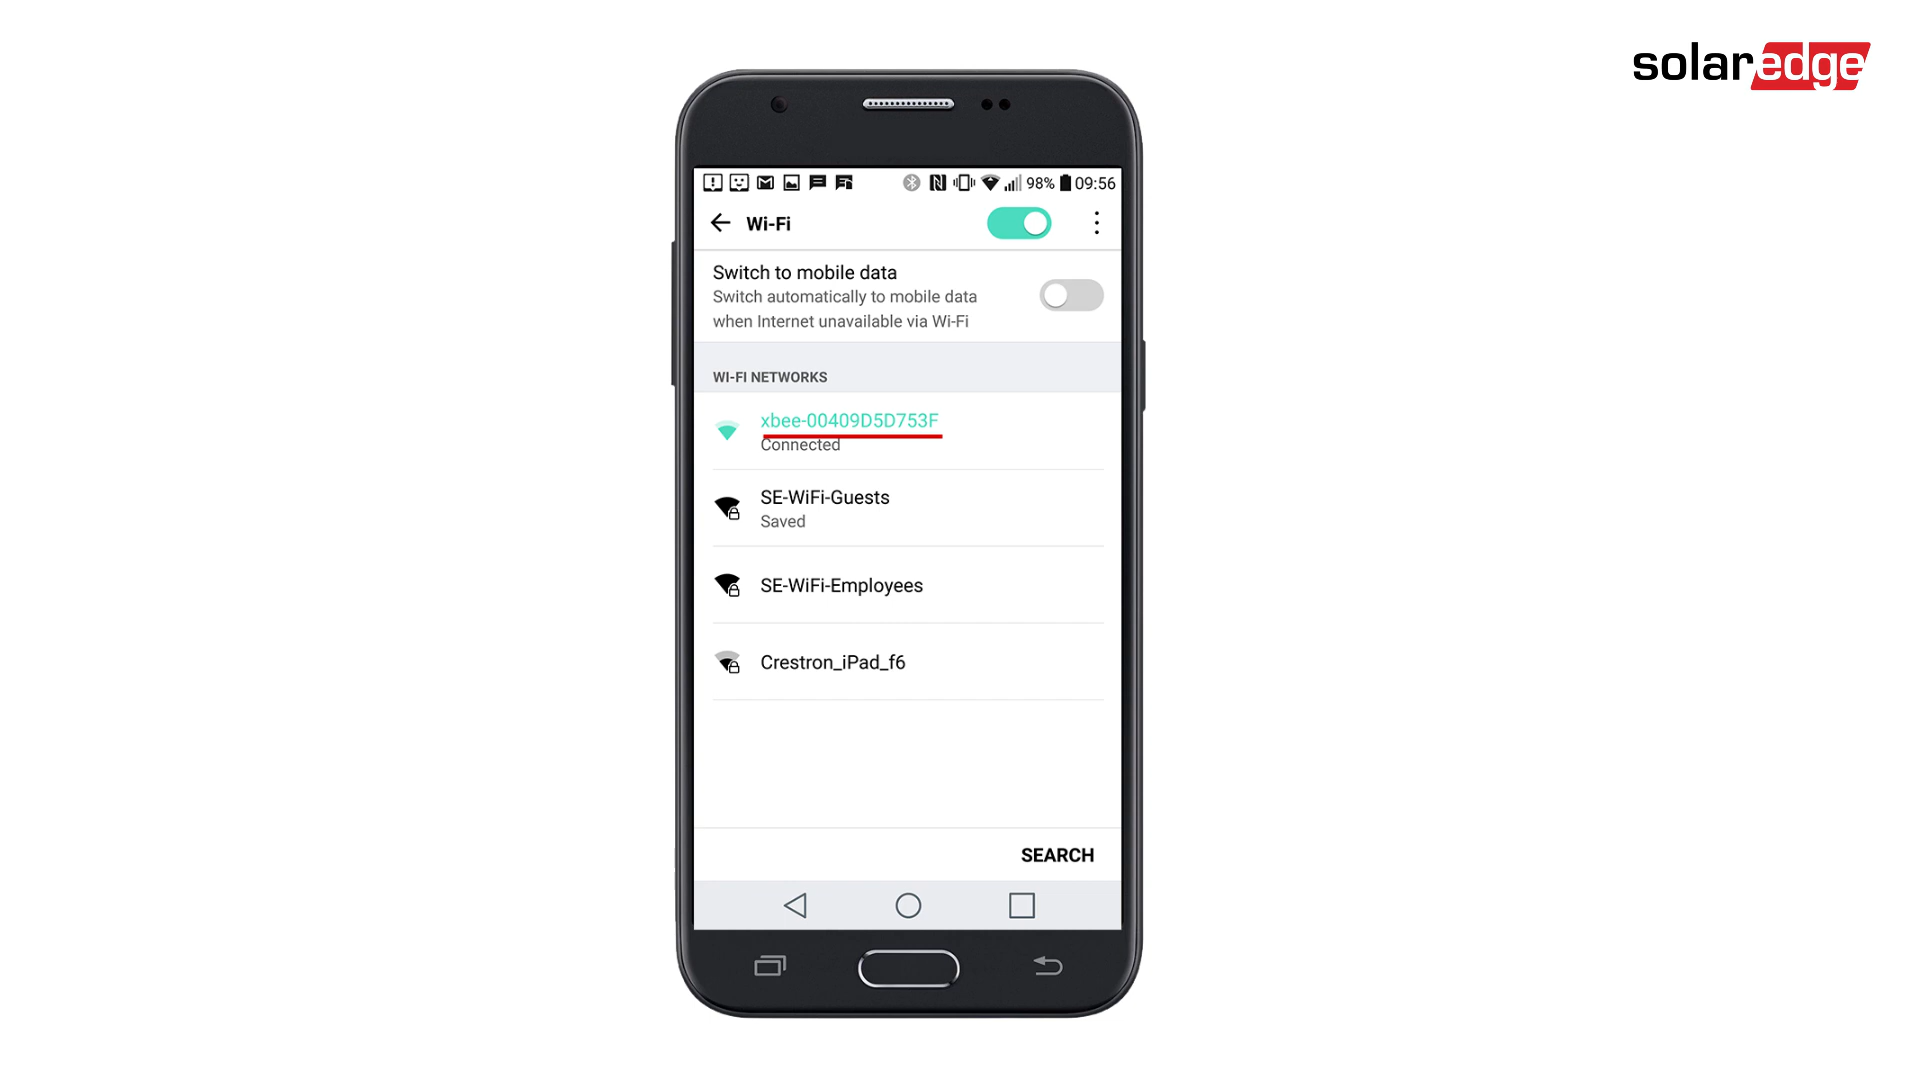 solaredge
98% 09:56
Wi-Fi
Switch to mobile data
Switch automatically to mobile data
when Internet unavailable via Wi-Fi
WI-FI NETWORKS
xbee-00409D5D753F
Connected
SE-WiFi-Guests
Saved
SE-WiFi-Employees
Crestron_iPad_f6
SEARCH